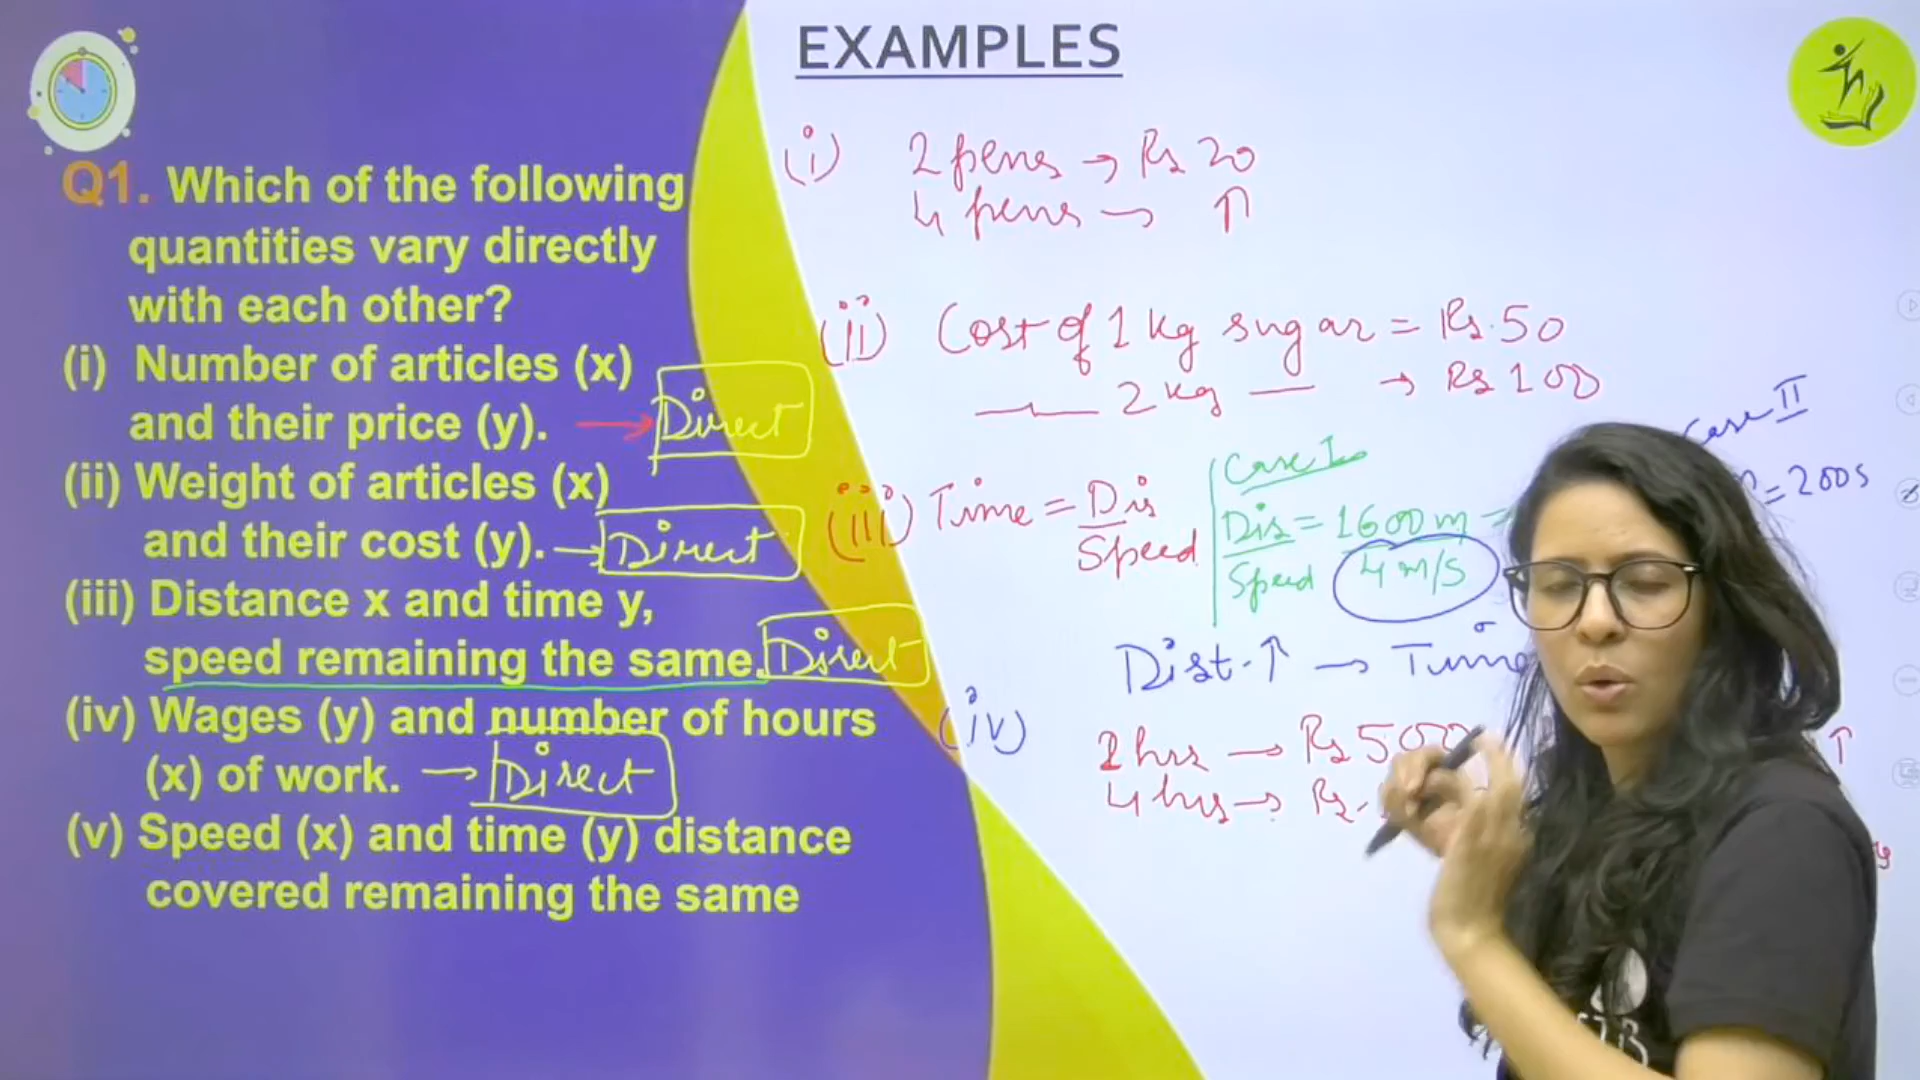 EXAMPLES
Q1. Which of the following
quantities vary directly
with each other?
(i) Number of articles (x)
and their price (y). → Direct
(ii) Weight of articles (x)
and their cost (y). → Direct
(iii) Distance x and time y,
speed remaining the same. Direct
(iv) Wages (y) and number of hours
(x) of work. → Direct
(v) Speed (x) and time (y) distance
covered remaining the same
(i) 2 pens → Rs 20
4 pens → ↑
(ii) Cost of 1 kg sugar = Rs. 50
2 kg → Rs 100
(iii) Time = Dis
Speed
Case I
Dis = 1600 m =
Speed 4 m/s
Case II
= 200 s
Dist. ↑ → Time
(iv) 2 hrs → Rs 500
4 hrs → Rs.
↑